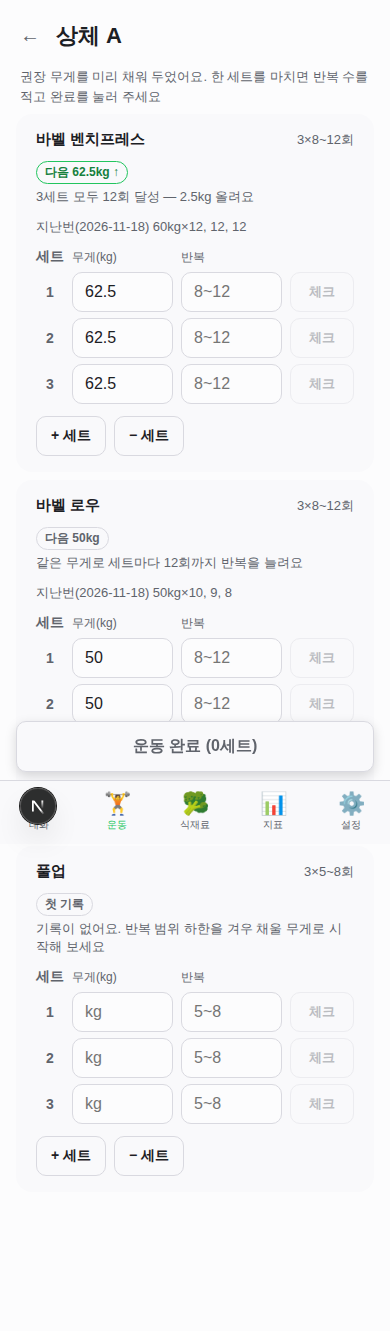 ← 상체 A
권장 무게를 미리 채워 두었어요. 한 세트를 마치면 반복 수를
적고 완료를 눌러 주세요
바벨 벤치프레스 3×8~12회
다음 62.5kg ↑
3세트 모두 12회 달성 — 2.5kg 올려요
지난번(2026-11-18) 60kg×12, 12, 12
세트 무게(kg) 반복
1 62.5 8~12 체크
2 62.5 8~12 체크
3 62.5 8~12 체크
+ 세트 − 세트
바벨 로우 3×8~12회
다음 50kg
같은 무게로 세트마다 12회까지 반복을 늘려요
지난번(2026-11-18) 50kg×10, 9, 8
세트 무게(kg) 반복
1 50 8~12 체크
2 50 8~12 체크
운동 완료 (0세트)
N
운동 식재료 지표 설정
풀업 3×5~8회
첫 기록
기록이 없어요. 반복 범위 하한을 겨우 채울 무게로 시
작해 보세요
세트 무게(kg) 반복
1 kg 5~8 체크
2 kg 5~8 체크
3 kg 5~8 체크
+ 세트 − 세트